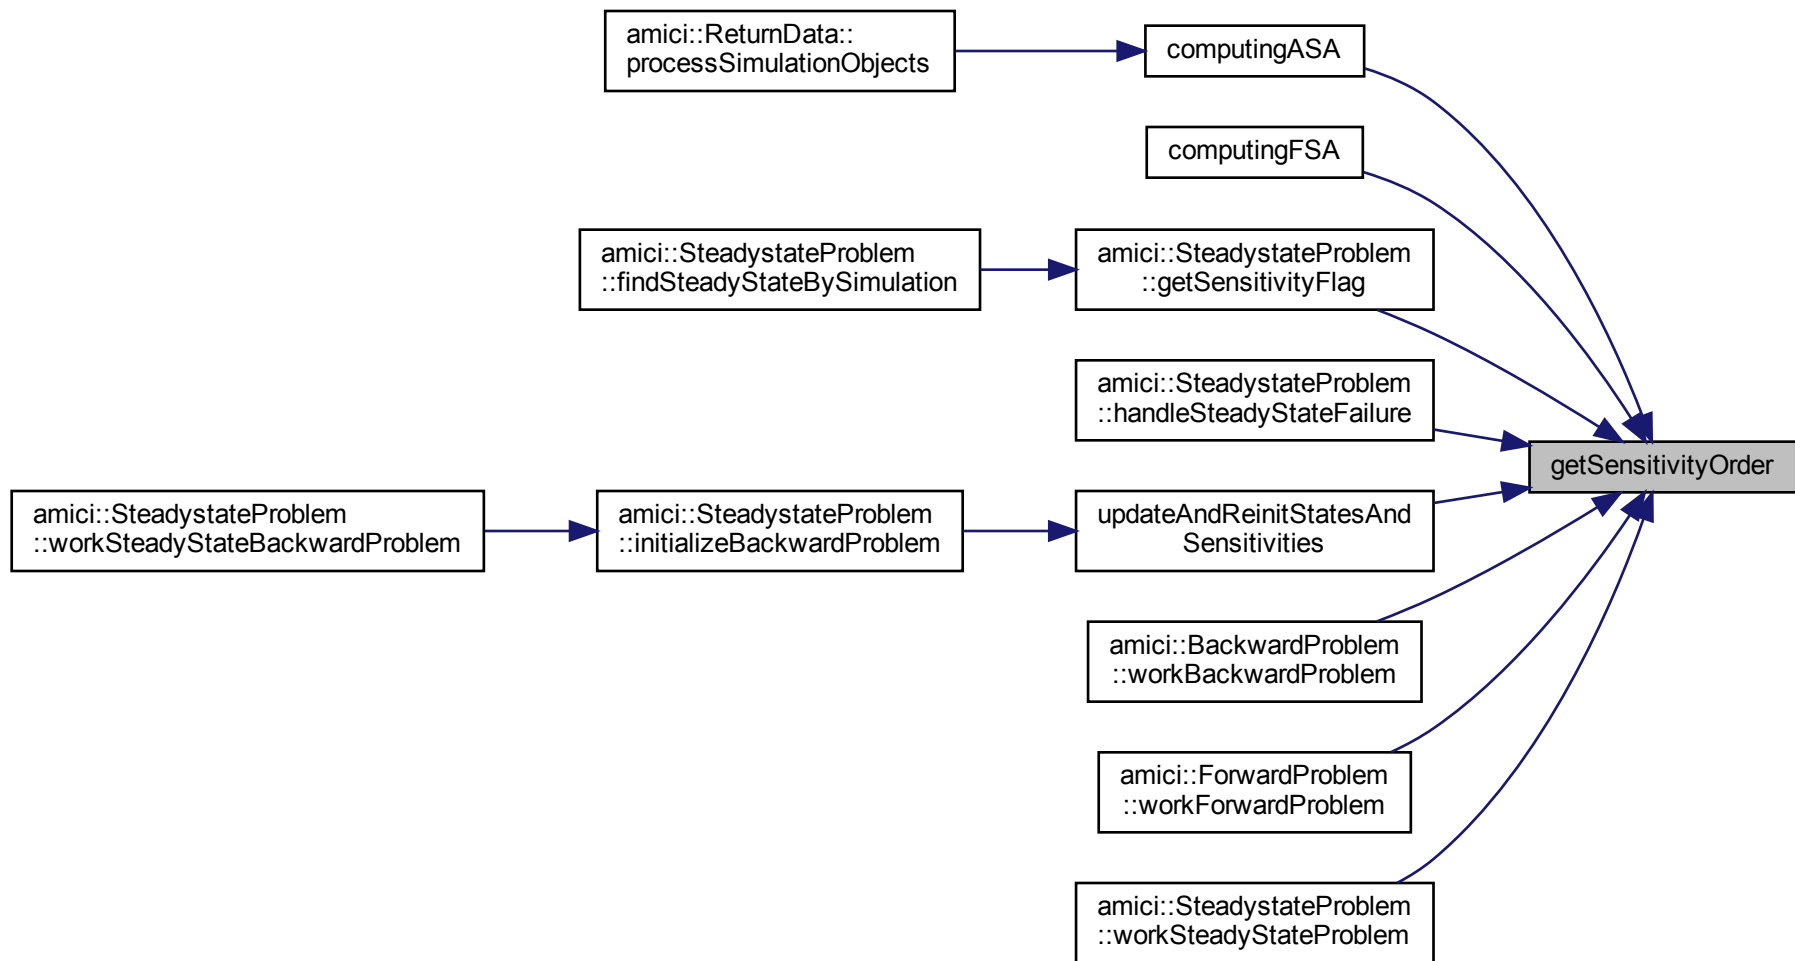 amici::ReturnData::
processSimulationObjects
computingASA
computingFSA
amici::SteadystateProblem
::findSteadyStateBySimulation
amici::SteadystateProblem
::getSensitivityFlag
amici::SteadystateProblem
::handleSteadyStateFailure
getSensitivityOrder
amici::SteadystateProblem
::workSteadyStateBackwardProblem
amici::SteadystateProblem
::initializeBackwardProblem
updateAndReinitStatesAnd
Sensitivities
amici::BackwardProblem
::workBackwardProblem
amici::ForwardProblem
::workForwardProblem
amici::SteadystateProblem
::workSteadyStateProblem